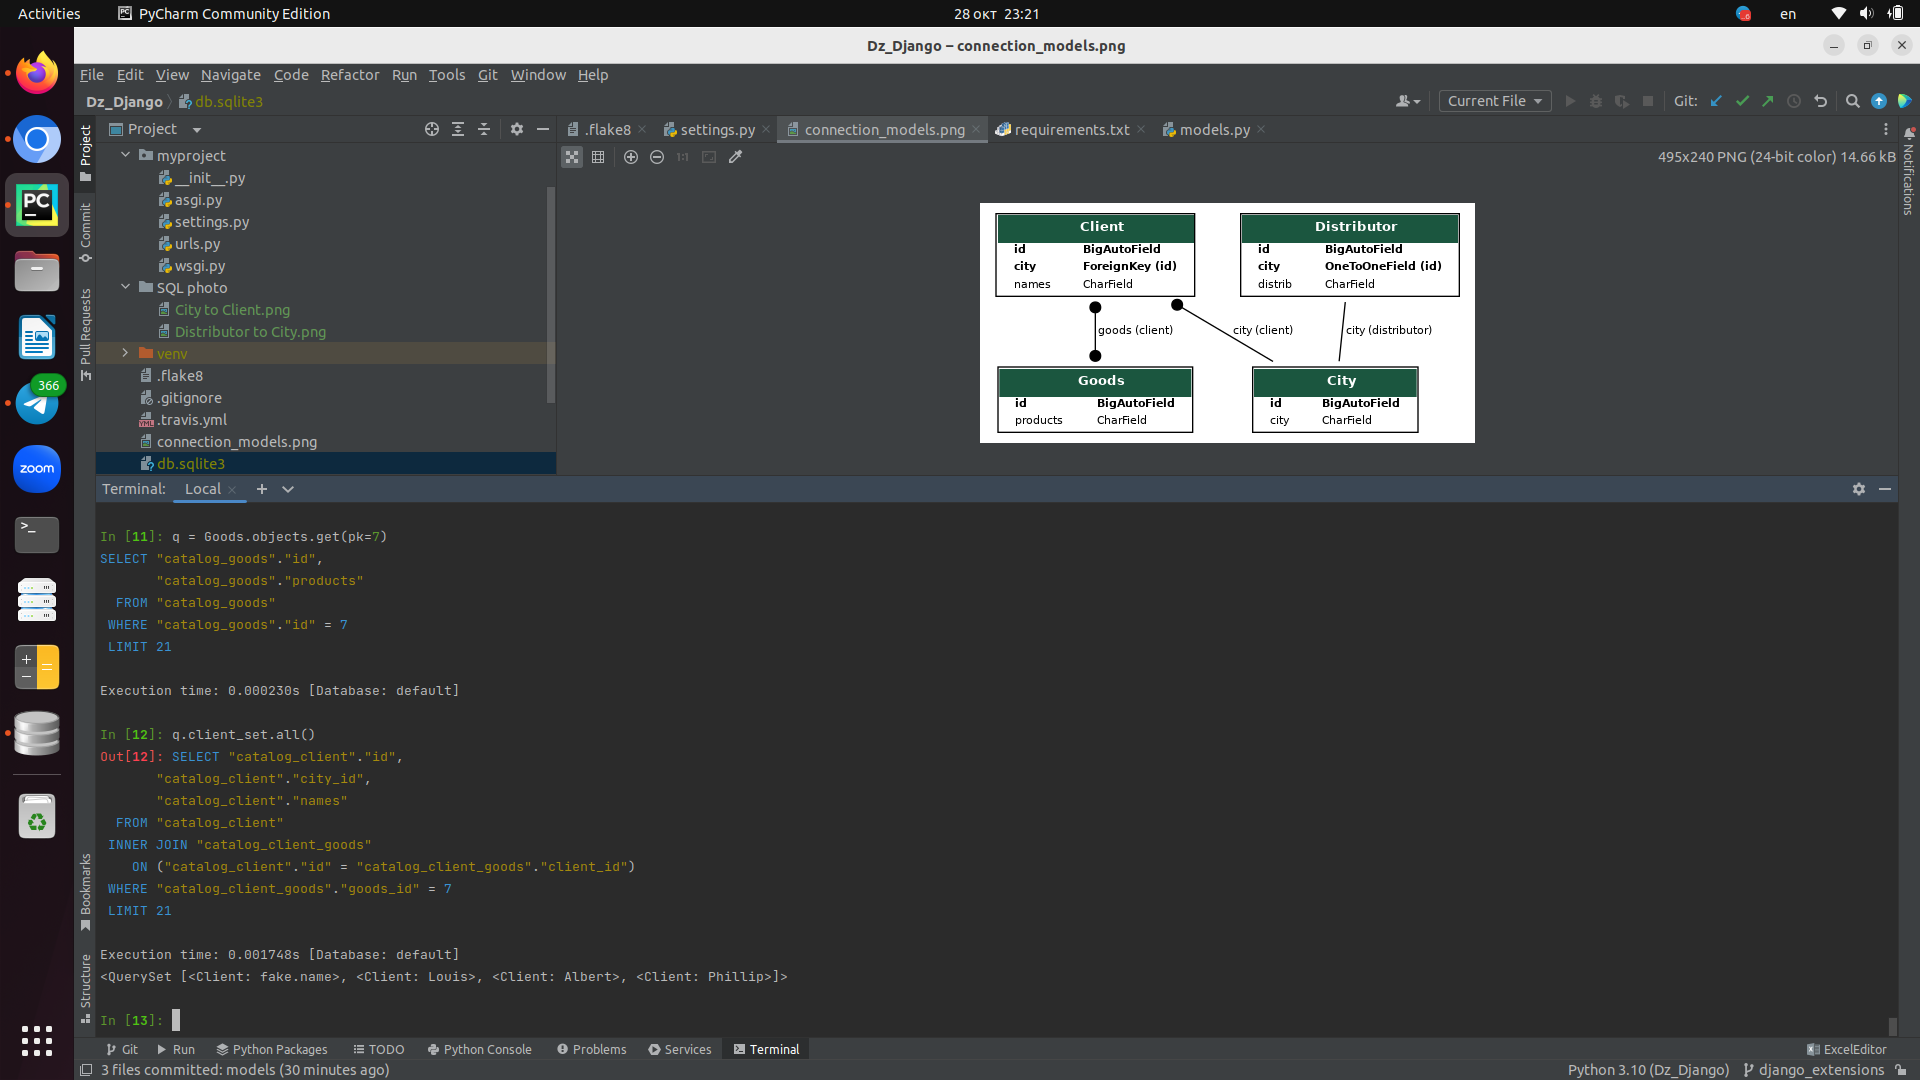 Activities
PyCharm Community Edition
28 окт 23:21
en
Dz_Django – connection_models.png
File Edit View Navigate Code Refactor Run Tools Git Window Help
Dz_Django
db.sqlite3
Current File
Git:
Project
.flake8
settings.py
connection_models.png
requirements.txt
models.py
495x240 PNG (24-bit color) 14.66 kB
1:1
Project
Commit
Pull Requests
Bookmarks
Structure
Notifications
myproject
__init__.py
asgi.py
settings.py
urls.py
wsgi.py
SQL photo
City to Client.png
Distributor to City.png
venv
.flake8
.gitignore
.travis.yml
connection_models.png
db.sqlite3
PC
366
zoom
Client
id BigAutoField
city ForeignKey (id)
names CharField
Distributor
id BigAutoField
city OneToOneField (id)
distrib CharField
goods (client)
city (client)
city (distributor)
Goods
id BigAutoField
products CharField
City
id BigAutoField
city CharField
Terminal: Local
In [11]: q = Goods.objects.get(pk=7)
SELECT "catalog_goods"."id",
"catalog_goods"."products"
FROM "catalog_goods"
WHERE "catalog_goods"."id" = 7
LIMIT 21
Execution time: 0.000230s [Database: default]
In [12]: q.client_set.all()
Out[12]: SELECT "catalog_client"."id",
"catalog_client"."city_id",
"catalog_client"."names"
FROM "catalog_client"
INNER JOIN "catalog_client_goods"
ON ("catalog_client"."id" = "catalog_client_goods"."client_id")
WHERE "catalog_client_goods"."goods_id" = 7
LIMIT 21
Execution time: 0.001748s [Database: default]
<QuerySet [<Client: fake.name>, <Client: Louis>, <Client: Albert>, <Client: Phillip>]>
In [13]:
Git Run Python Packages TODO Python Console Problems Services Terminal
ExcelEditor
3 files committed: models (30 minutes ago)
Python 3.10 (Dz_Django)
django_extensions